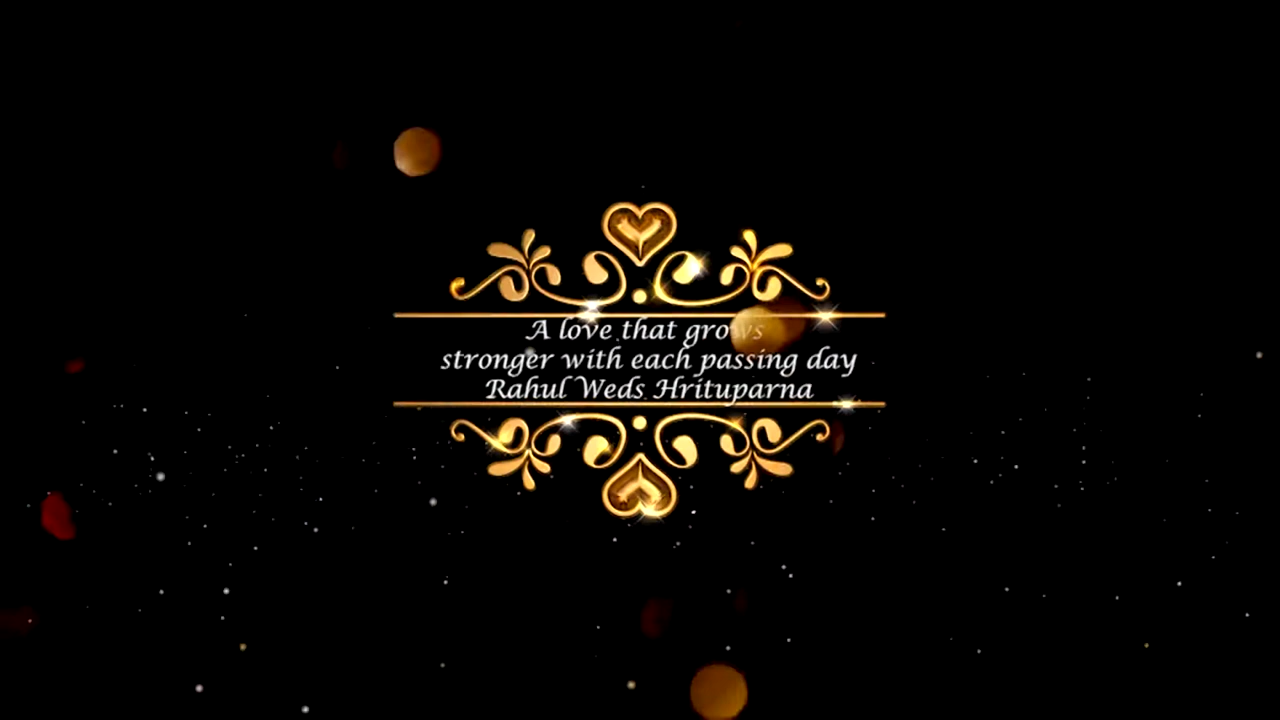 A love that grows
stronger with each passing day
Rahul Weds Hrituparna